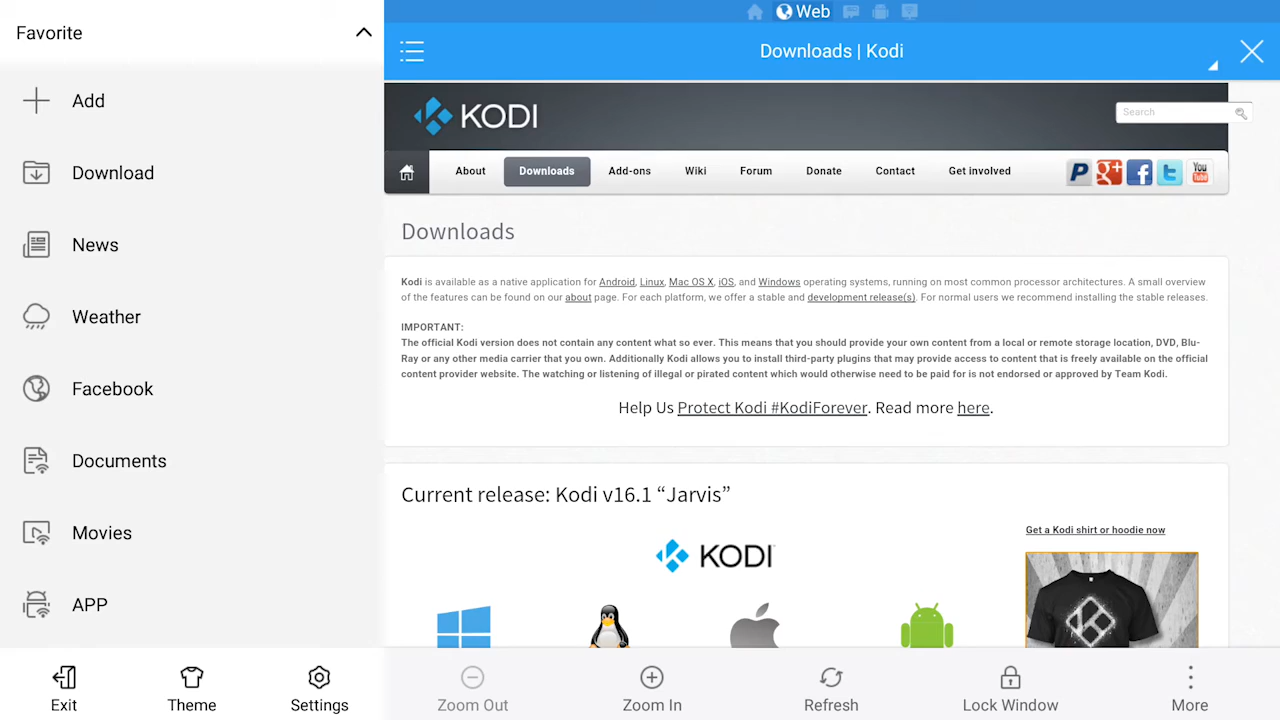 Favorite
Add
Download
News
Weather
Facebook
Documents
Movies
APP
Exit
Theme
Settings
Web
Downloads | Kodi
KODI
Search
About
Downloads
Add-ons
Wiki
Forum
Donate
Contact
Get involved
P
g+
f
t
You
Tube
Downloads
Kodi is available as a native application for Android, Linux, Mac OS X, iOS, and Windows operating systems, running on most common processor architectures. A small overview
of the features can be found on our about page. For each platform, we offer a stable and development release(s). For normal users we recommend installing the stable releases.
IMPORTANT:
The official Kodi version does not contain any content what so ever. This means that you should provide your own content from a local or remote storage location, DVD, Blu-
Ray or any other media carrier that you own. Additionally Kodi allows you to install third-party plugins that may provide access to content that is freely available on the official
content provider website. The watching or listening of illegal or pirated content which would otherwise need to be paid for is not endorsed or approved by Team Kodi.
Help Us Protect Kodi #KodiForever. Read more here.
Current release: Kodi v16.1 “Jarvis”
Get a Kodi shirt or hoodie now
KODI
Zoom Out
Zoom In
Refresh
Lock Window
More